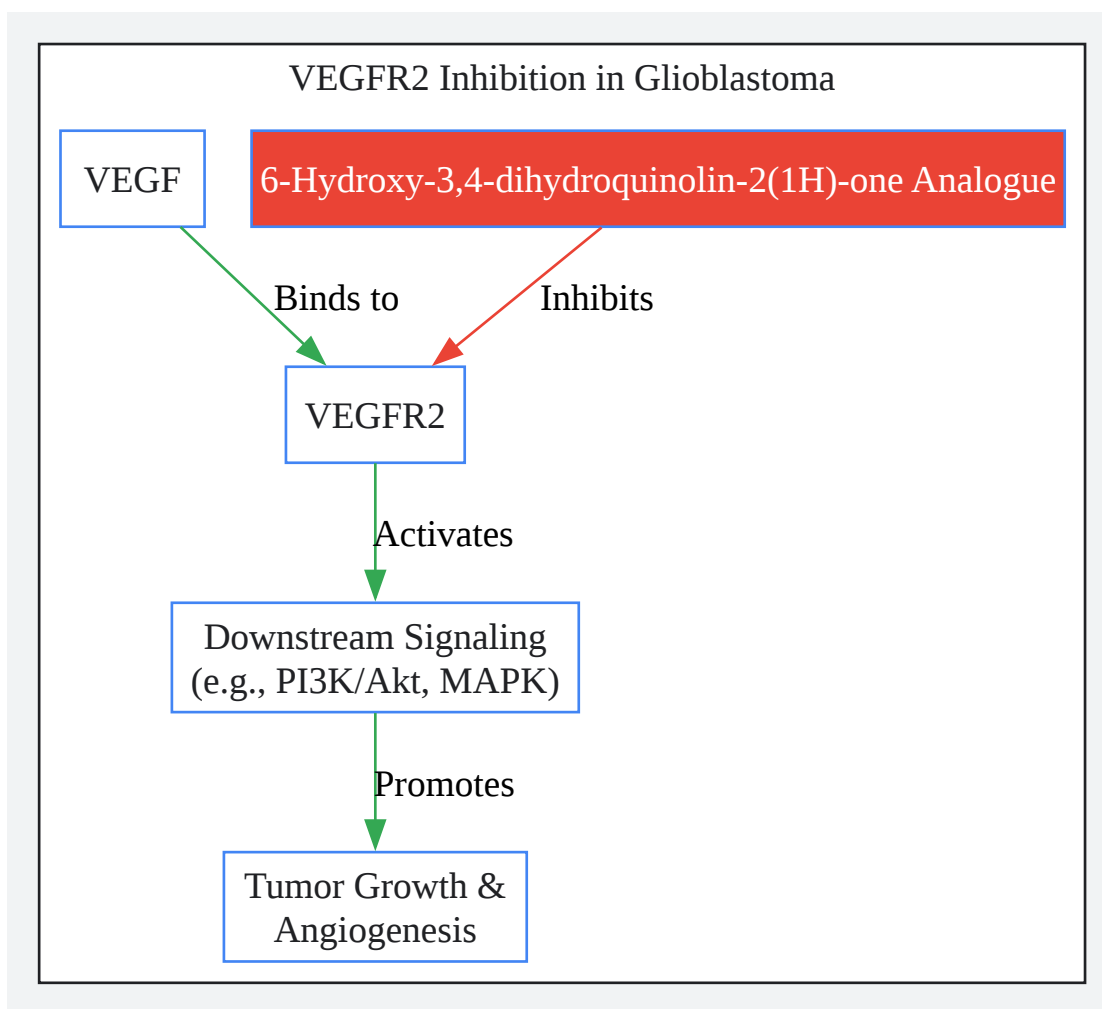 VEGFR2 Inhibition in Glioblastoma
VEGF
6-Hydroxy-3,4-dihydroquinolin-2(1H)-one Analogue
Binds to
Inhibits
VEGFR2
Activates
Downstream Signaling
(e.g., PI3K/Akt, MAPK)
Promotes
Tumor Growth &
Angiogenesis